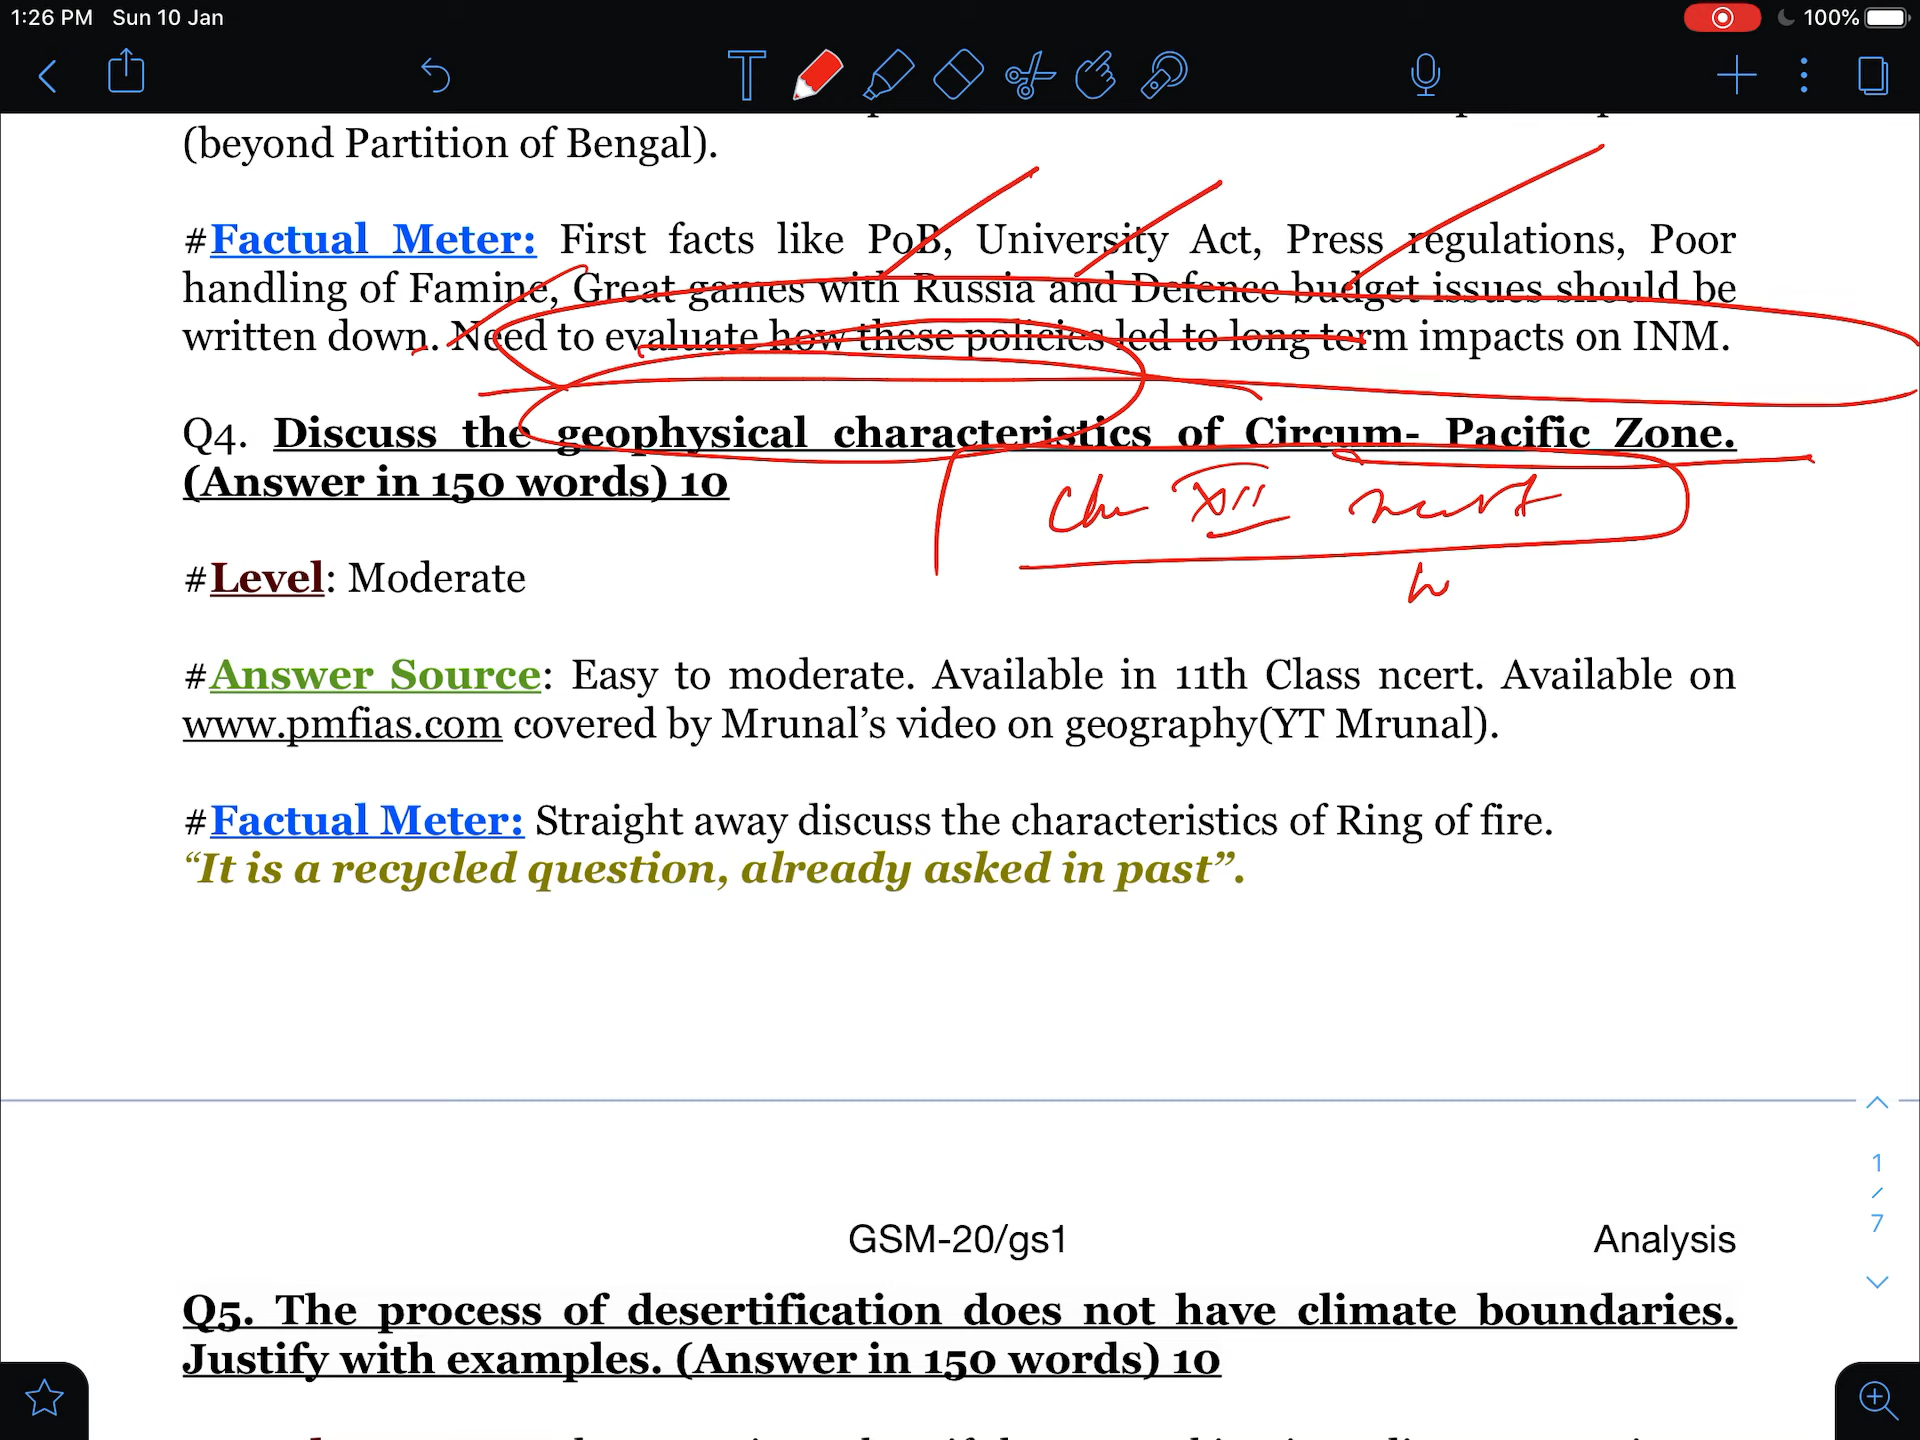 1:26 PM Sun 10 Jan
100%
(beyond Partition of Bengal).
#Factual Meter: First facts like PoB, University Act, Press regulations, Poor
handling of Famine, Great games with Russia and Defence budget issues should be
written down. Need to evaluate how these policies led to long term impacts on INM.
Q4. Discuss the geophysical characteristics of Circum- Pacific Zone.
(Answer in 150 words) 10
XII ncert
#Level: Moderate
#Answer Source: Easy to moderate. Available in 11th Class ncert. Available on
www.pmfias.com covered by Mrunal’s video on geography(YT Mrunal).
#Factual Meter: Straight away discuss the characteristics of Ring of fire.
“It is a recycled question, already asked in past”.
1
/
7
GSM-20/gs1 Analysis
Q5. The process of desertification does not have climate boundaries.
Justify with examples. (Answer in 150 words) 10